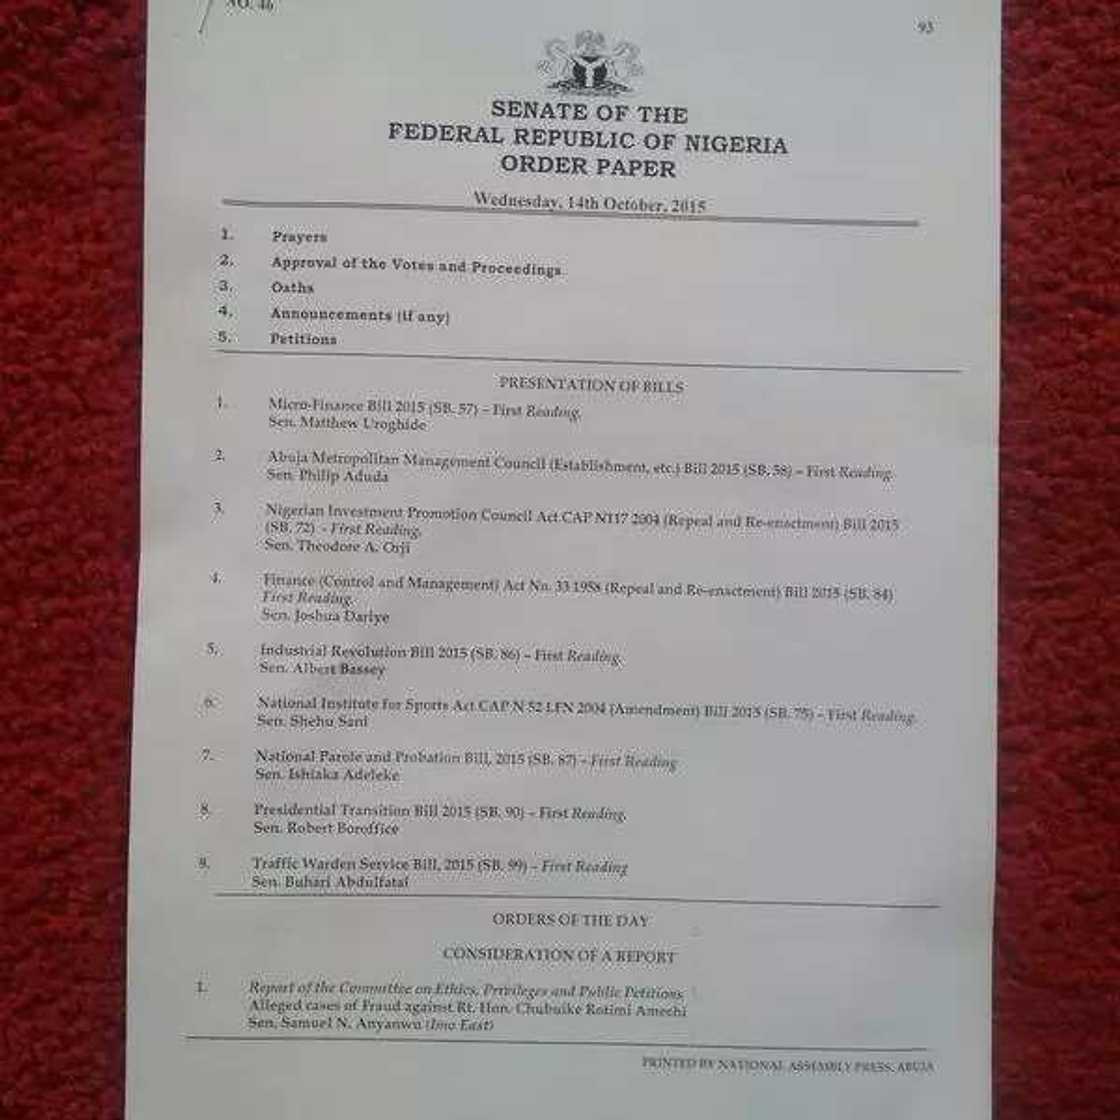 NO. 46
93
SENATE OF THE
FEDERAL REPUBLIC OF NIGERIA
ORDER PAPER
Wednesday, 14th October, 2015
1. Prayers
2. Approval of the Votes and Proceedings
3. Oaths
4. Announcements (if any)
5. Petitions
PRESENTATION OF BILLS
1. Micro-Finance Bill 2015 (SB. 57) – First Reading.
Sen. Matthew Uroghide
2. Abuja Metropolitan Management Council (Establishment, etc.) Bill 2015 (SB. 58) – First Reading.
Sen. Philip Aduda
3. Nigerian Investment Promotion Council Act CAP N117 2004 (Repeal and Re-enactment) Bill 2015
(SB. 72) – First Reading.
Sen. Theodore A. Orji
4. Finance (Control and Management) Act No. 33 1958 (Repeal and Re-enactment) Bill 2015 (SB. 84)
First Reading.
Sen. Joshua Dariye
5. Industrial Revolution Bill 2015 (SB. 86) – First Reading.
Sen. Albert Bassey
6. National Institute for Sports Act CAP N 52 LFN 2004 (Amendment) Bill 2015 (SB. 75) – First Reading.
Sen. Shehu Sani
7. National Parole and Probation Bill, 2015 (SB. 87) – First Reading
Sen. Ishiaka Adeleke
8. Presidential Transition Bill 2015 (SB. 90) – First Reading.
Sen. Robert Boroffice
9. Traffic Warden Service Bill, 2015 (SB. 99) – First Reading
Sen. Buhari Abdulfatai
ORDERS OF THE DAY
CONSIDERATION OF A REPORT
1. Report of the Committee on Ethics, Privileges and Public Petitions
Alleged cases of Fraud against Rt. Hon. Chubuike Rotimi Amechi
Sen. Samuel N. Anyanwu (Imo East)
PRINTED BY NATIONAL ASSEMBLY PRESS, ABUJA